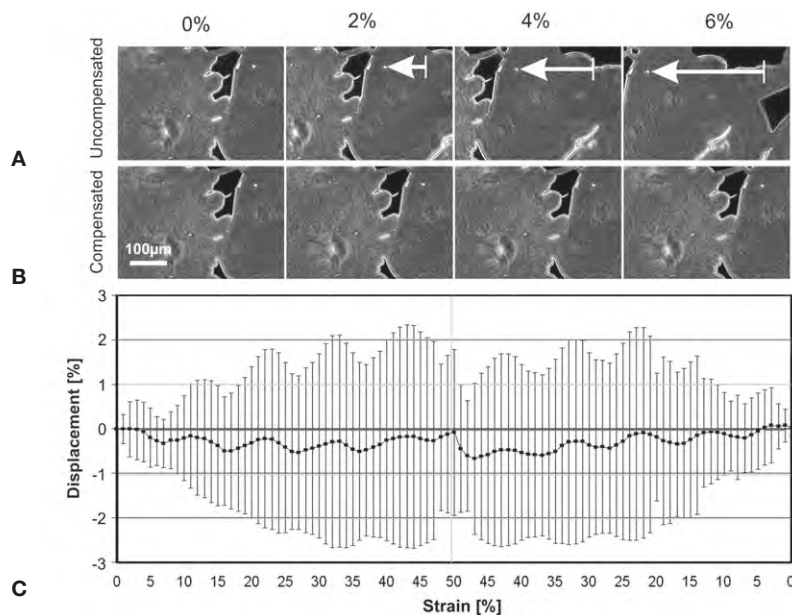 0% 2% 4% 6%
Uncompensated
A
Compensated
100µm
B
3
2
1
0
-1
-2
-3
Displacement [%]
0 5 10 15 20 25 30 35 40 45 50 45 40 35 30 25 20 15 10 5 0
C
Strain [%]